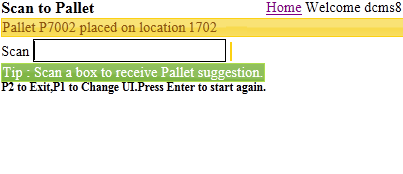 Scan to Pallet Home Welcome dcms8
Pallet P7002 placed on location 1702
Scan
Tip : Scan a box to receive Pallet suggestion.
P2 to Exit,P1 to Change UI.Press Enter to start again.